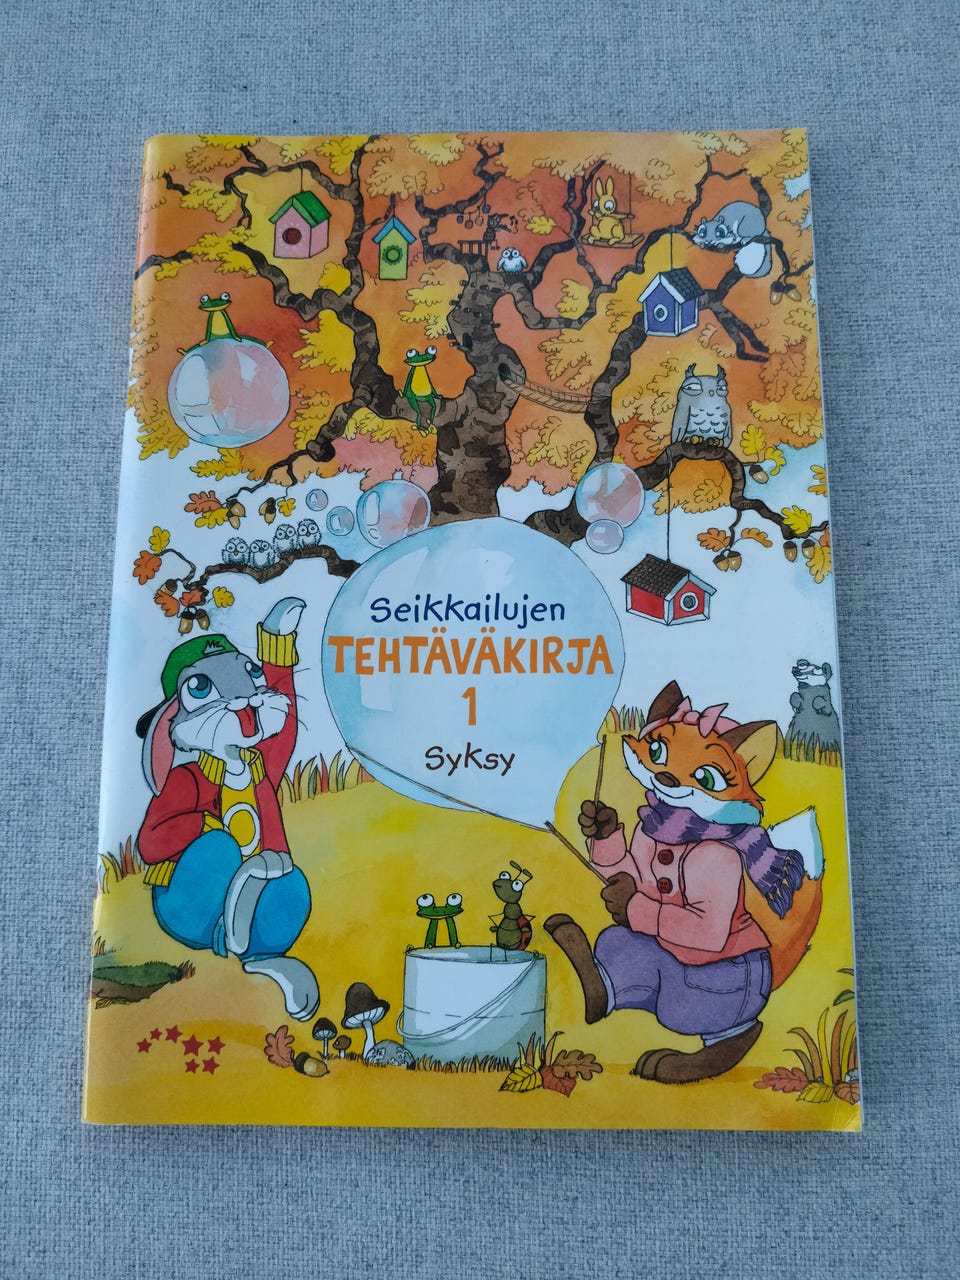 Seikkailujen
TEHTÄVÄKIRJA
1
Syksy